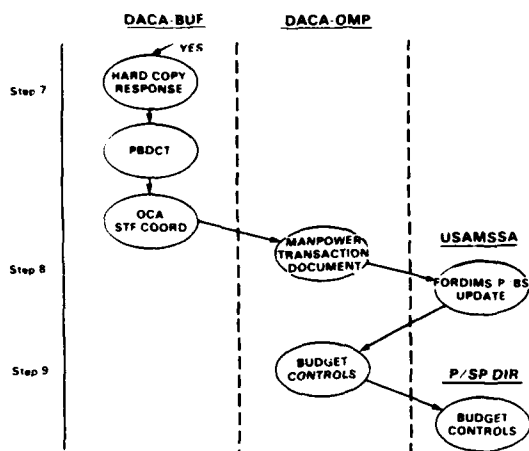 DACA-BUF
DACA-OMP
YES
Step 7
HARD COPY
RESPONSE
PBDCT
OCA
STF COORD
MANPOWER
TRANSACTION
DOCUMENT
USAMSSA
Step 8
FORDIMS P BS
UPDATE
Step 9
BUDGET
CONTROLS
P/SP DIR
BUDGET
CONTROLS